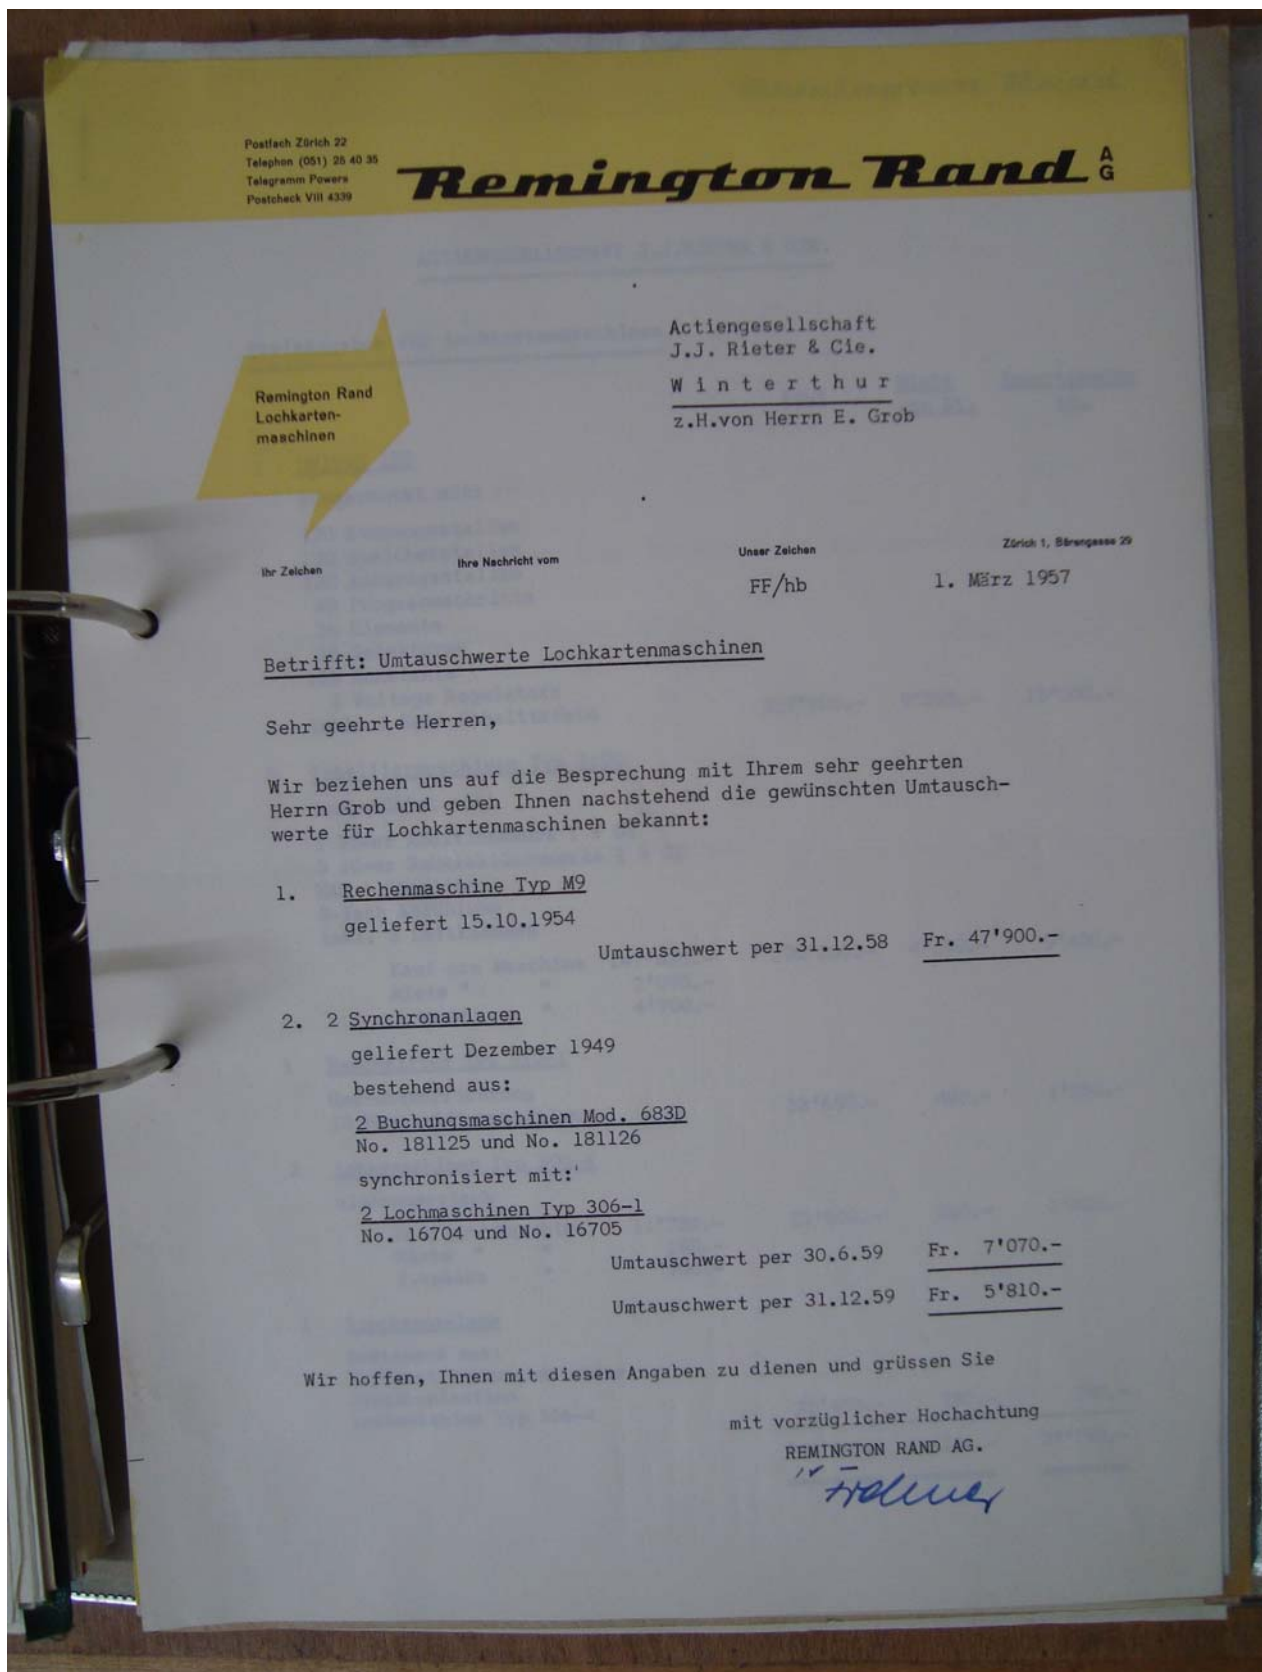 Postfach Zürich 22
Telephon (051) 25 40 35
Telegramm Powers
Postcheck VIII 4339
Remington Rand AG
Actiengesellschaft
J.J. Rieter & Cie.
W i n t e r t h u r
z.H.von Herrn E. Grob
Remington Rand
Lochkarten-
maschinen
Ihr Zeichen Ihre Nachricht vom Unser Zeichen Zürich 1, Bärengasse 29
FF/hb 1. März 1957
Betrifft: Umtauschwerte Lochkartenmaschinen
Sehr geehrte Herren,
Wir beziehen uns auf die Besprechung mit Ihrem sehr geehrten
Herrn Grob und geben Ihnen nachstehend die gewünschten Umtausch-
werte für Lochkartenmaschinen bekannt:
1. Rechenmaschine Typ M9
geliefert 15.10.1954
Umtauschwert per 31.12.58 Fr. 47'900.-
2. 2 Synchronanlagen
geliefert Dezember 1949
bestehend aus:
2 Buchungsmaschinen Mod. 683D
No. 181125 und No. 181126
synchronisiert mit:
2 Lochmaschinen Typ 306-1
No. 16704 und No. 16705
Umtauschwert per 30.6.59 Fr. 7'070.-
Umtauschwert per 31.12.59 Fr. 5'810.-
Wir hoffen, Ihnen mit diesen Angaben zu dienen und grüssen Sie
mit vorzüglicher Hochachtung
REMINGTON RAND AG.